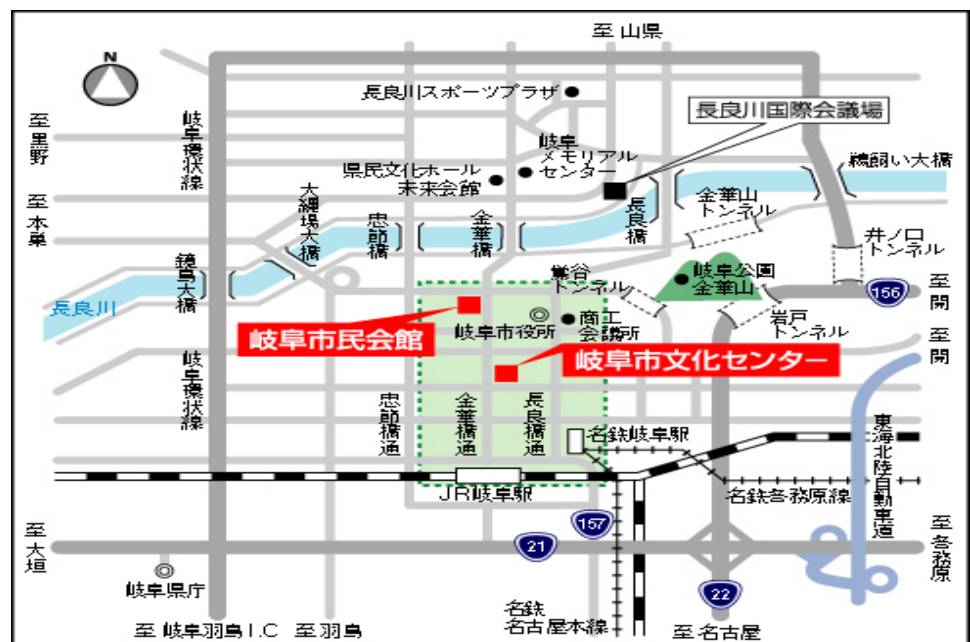 至 山県
N
長良川スポーツプラザ
長良川国際会議場
至黒野
岐阜環状線
岐阜
メモリアル
センター
県民文化ホール
未来会館
鵜飼い大橋
至本巣
大縄場大橋
忠節橋
金華橋
長良橋
金華山
トンネル
井ノ口
トンネル
鏡島大橋
長良川
鶯谷
トンネル
岐阜公園
金華山
156
至関
岐阜市役所
商工
会議所
岩戸
トンネル
至関
岐阜市民会館
岐阜市文化センター
岐阜環状線
忠節橋通
金華橋通
長良橋通
名鉄岐阜駅
東海北陸自動車道
JR岐阜駅
名鉄各務原線
157
21
至大垣
至各務原
岐阜県庁
22
至 岐阜羽島I.C
至 羽島
名鉄
名古屋本線
至 名古屋